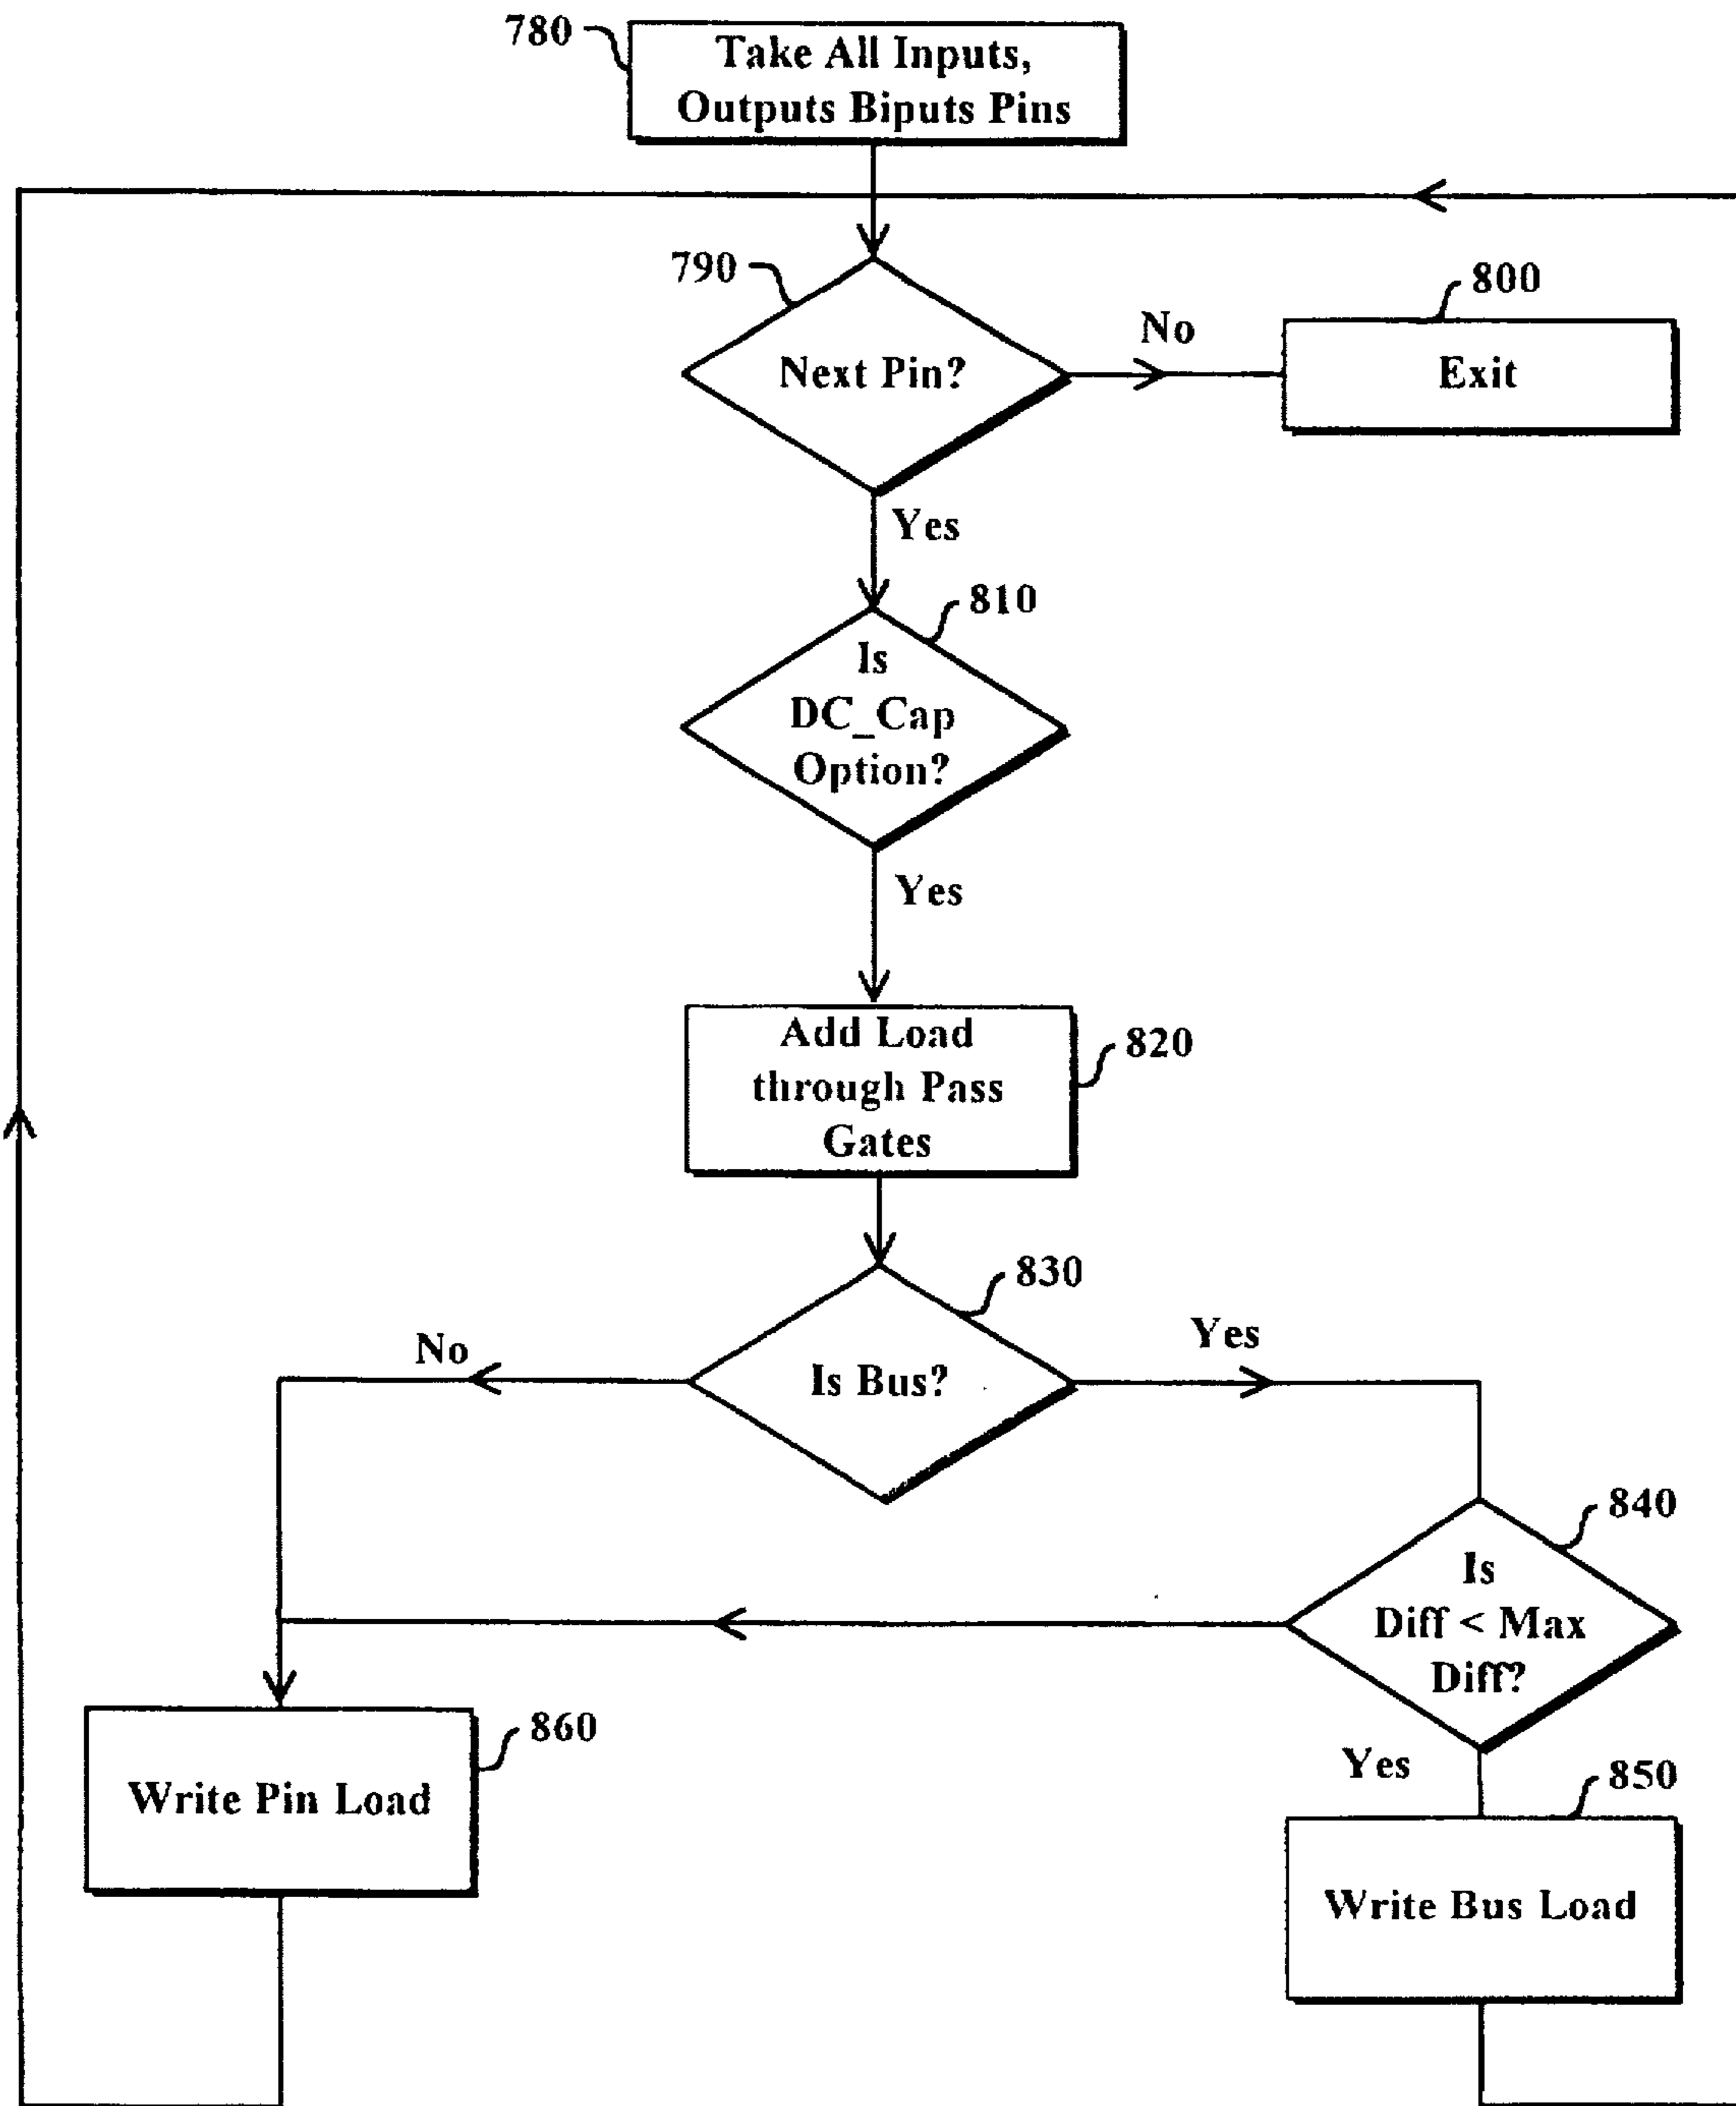 780
Take All Inputs,
Outputs Biputs Pins
790
Next Pin?
No
800
Exit
Yes
810
Is
DC_Cap
Option?
Yes
Add Load
through Pass
Gates
820
830
Is Bus?
No
Yes
840
Is
Diff < Max
Diff?
860
Write Pin Load
Yes
850
Write Bus Load